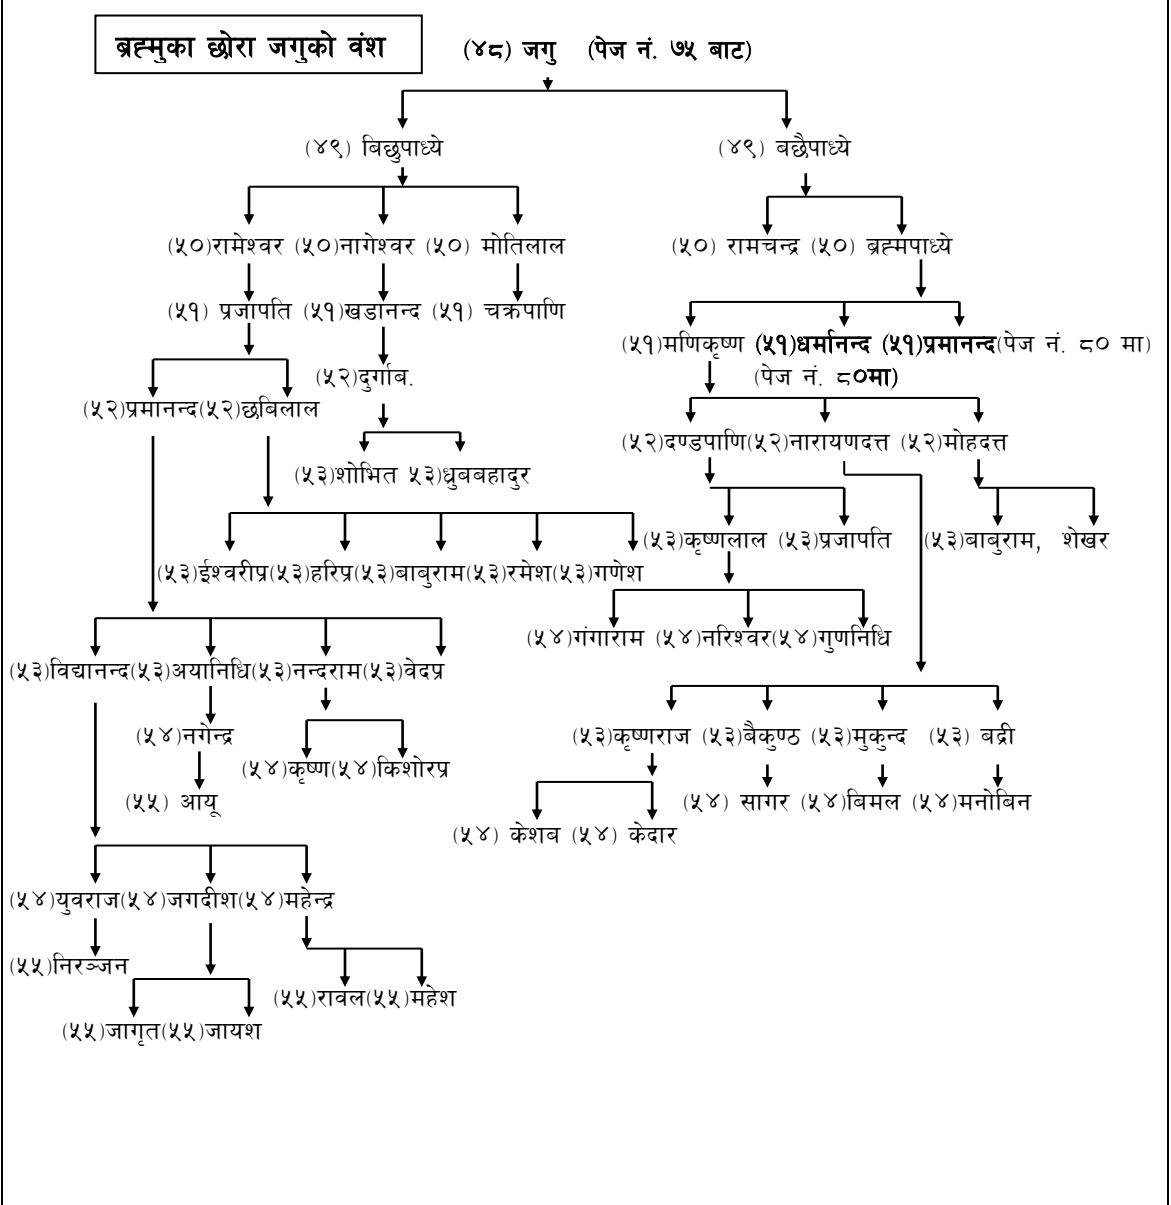 ब्रह्मुका छोरा जगुको वंश (४८) जगु (पेज नं. ७५ बाट)
(४९) बिछुपाध्ये (४९) बछैपाध्ये
(५०)रामेश्वर (५०)नागेश्वर (५०) मोतिलाल (५०) रामचन्द्र (५०) ब्रह्मपाध्ये
(५१) प्रजापति (५१)खडानन्द (५१) चक्रपाणि
(५१)मणिकृष्ण (५१)धर्मानन्द (५१)प्रमानन्द(पेज नं. ८० मा)
(५२)दुर्गाब. (पेज नं. ८०मा)
(५२)प्रमानन्द(५२)छबिलाल
(५२)दण्डपाणि(५२)नारायणदत्त (५२)मोहदत्त
(५३)शोभित ५३)ध्रुबबहादुर
(५३)कृष्णलाल (५३)प्रजापति (५३)बाबुराम, शेखर
(५३)ईश्वरीप्र(५३)हरिप्र(५३)बाबुराम(५३)रमेश(५३)गणेश
(५४)गंगाराम (५४)नरिश्वर(५४)गुणनिधि
(५३)विद्यानन्द(५३)अयानिधि(५३)नन्दराम(५३)वेदप्र
(५४)नगेन्द्र (५३)कृष्णराज (५३)बैकुण्ठ (५३)मुकुन्द (५३) बद्री
(५४)कृष्ण(५४)किशोरप्र
(५५) आयू (५४) सागर (५४)बिमल (५४)मनोबिन
(५४) केशब (५४) केदार
(५४)युवराज(५४)जगदीश(५४)महेन्द्र
(५५)निरञ्जन
(५५)रावल(५५)महेश
(५५)जागृत(५५)जायश